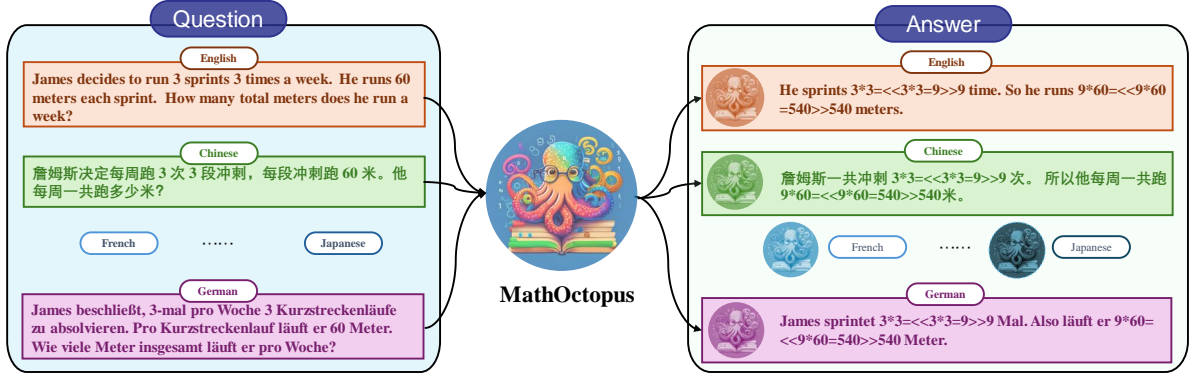 Question
English
James decides to run 3 sprints 3 times a week. He runs 60
meters each sprint. How many total meters does he run a
week?
Chinese
詹姆斯决定每周跑 3 次 3 段冲刺，每段冲刺跑 60 米。他
每周一共跑多少米?
French
……
Japanese
German
James beschließt, 3-mal pro Woche 3 Kurzstreckenläufe
zu absolvieren. Pro Kurzstreckenlauf läuft er 60 Meter.
Wie viele Meter insgesamt läuft er pro Woche?
MathOctopus
Answer
English
He sprints 3*3=<<3*3=9>>9 time. So he runs 9*60=<<9*60
=540>>540 meters.
Chinese
詹姆斯一共冲刺 3*3=<<3*3=9>>9 次。 所以他每周一共跑
9*60=<<9*60=540>>540米。
French
……
Japanese
German
James sprintet 3*3=<<3*3=9>>9 Mal. Also läuft er 9*60=
<<9*60=540>>540 Meter.